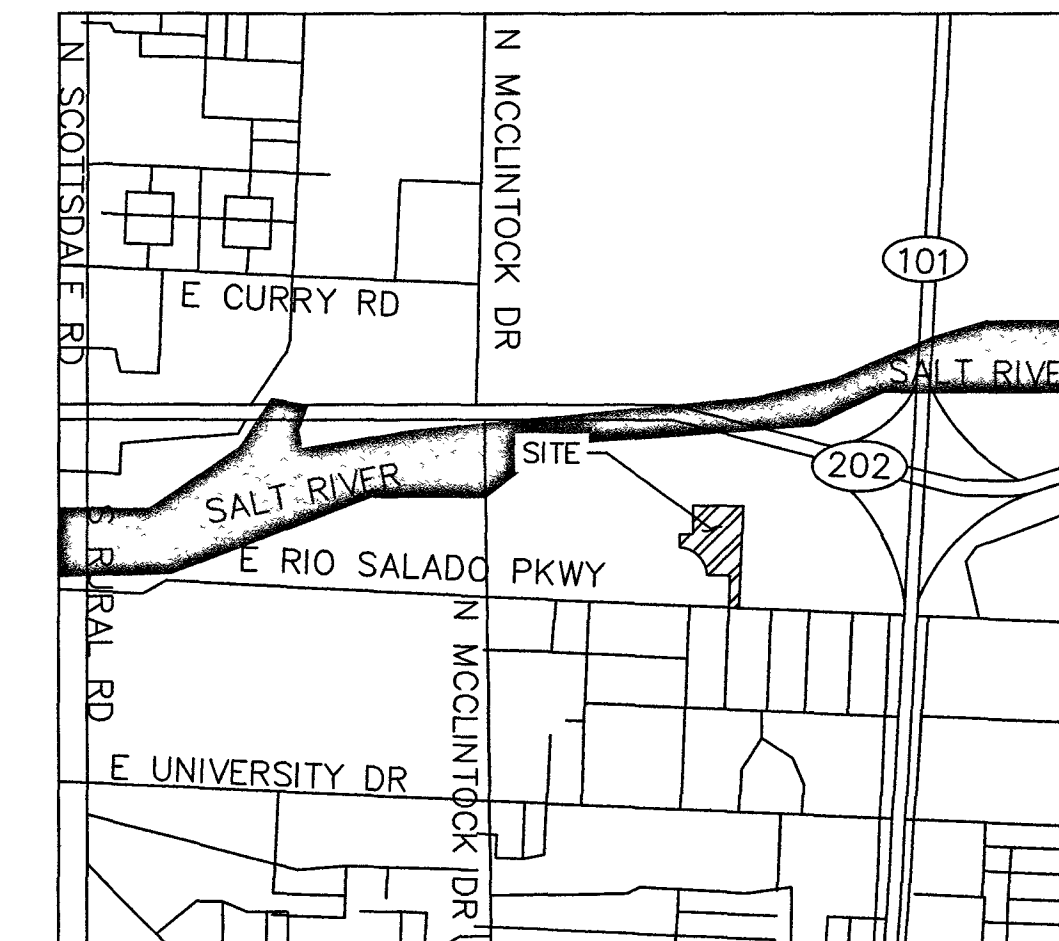 N SCOTTSDALE RD
N MCCLINTOCK DR
101
E CURRY RD
SALT RIVE
SITE
202
SALT RIVER
S RURAL RD
E RIO SALADO PKWY
N MCCLINTOCK DR
E UNIVERSITY DR